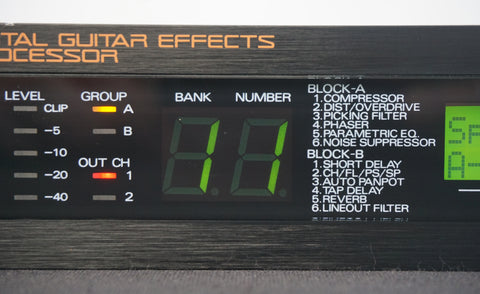 TAL GUITAR EFFECTS
OCESSOR
LEVEL GROUP BANK NUMBER
CLIP A
-5 B
-10
OUT CH
-20 1
-40 2
11
BLOCK-A
1.COMPRESSOR
2.DIST/OVERDRIVE
3.PICKING FILTER
4.PHASER
5.PARAMETRIC EQ.
6.NOISE SUPPRESSOR
BLOCK-B
1.SHORT DELAY
2.CH/FL/PS/SP
3.AUTO PANPOT
4.TAP DELAY
5.REVERB
6.LINEOUT FILTER